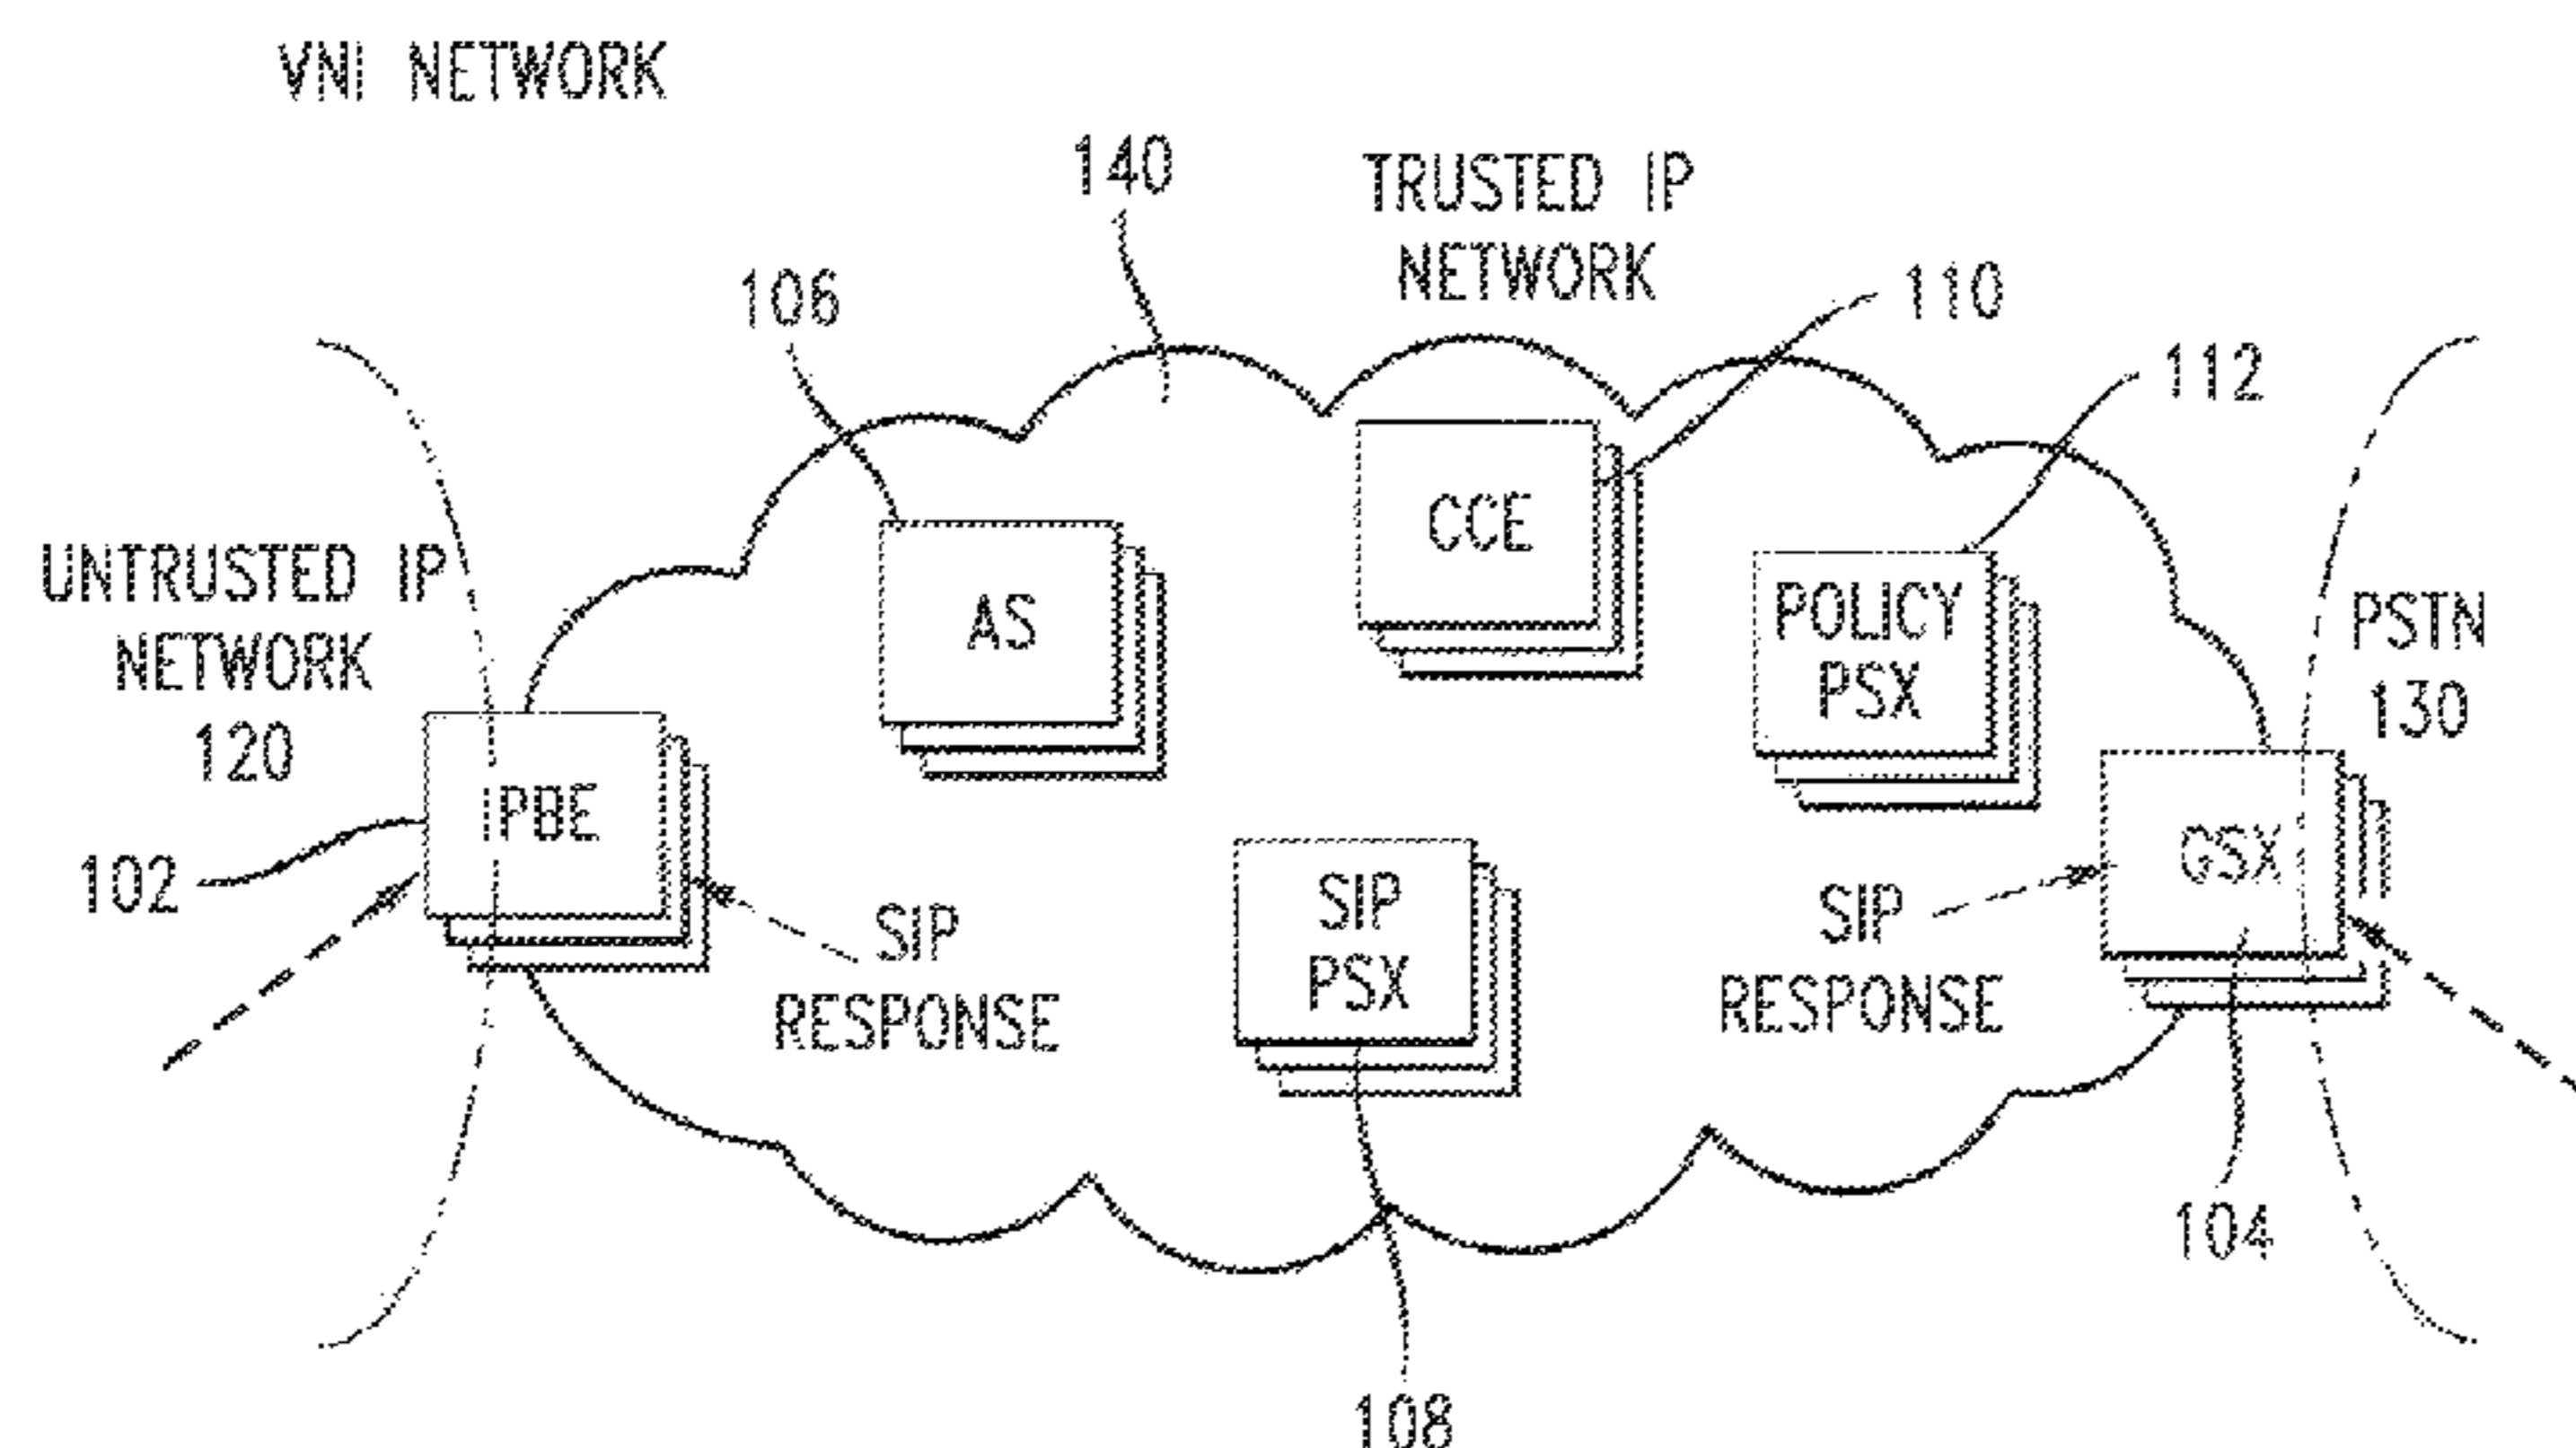 VNI NETWORK
140
TRUSTED IP
NETWORK
106
110
112
UNTRUSTED IP
NETWORK
120
AS
CCE
POLICY
PSX
PSTN
130
PBE
102
SIP
RESPONSE
SIP
PSX
SIP
RESPONSE
GSX
104
108